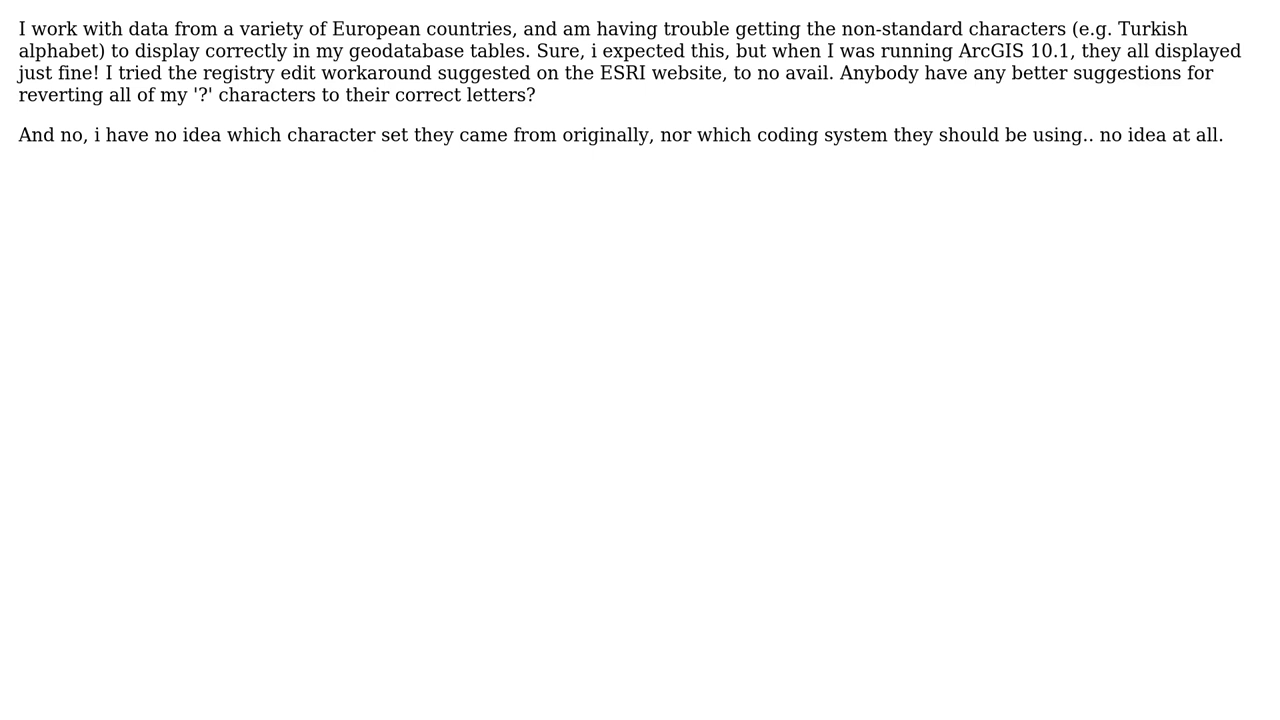 I work with data from a variety of European countries, and am having trouble getting the non-standard characters (e.g. Turkish
alphabet) to display correctly in my geodatabase tables. Sure, i expected this, but when I was running ArcGIS 10.1, they all displayed
just fine! I tried the registry edit workaround suggested on the ESRI website, to no avail. Anybody have any better suggestions for
reverting all of my '?' characters to their correct letters?
And no, i have no idea which character set they came from originally, nor which coding system they should be using.. no idea at all.